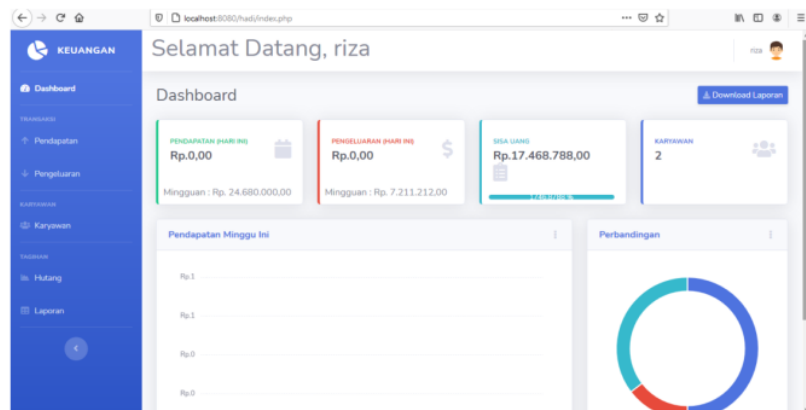 localhost:8080/hadi/index.php
KEUANGAN
Selamat Datang, riza
riza
Dashboard
Dashboard
Download Laporan
TRANSAKSI
Pendapatan
Pengeluaran
KARYAWAN
Karyawan
TAGIHAN
Hutang
Laporan
PENDAPATAN (HARI INI)
Rp.0,00
Mingguan : Rp. 24.680.000,00
PENGELUARAN (HARI INI)
Rp.0,00
Mingguan : Rp. 7.211.212,00
SISA UANG
Rp.17.468.788,00
KARYAWAN
2
Pendapatan Minggu Ini
Rp.1
Rp.1
Rp.0
Rp.0
Perbandingan